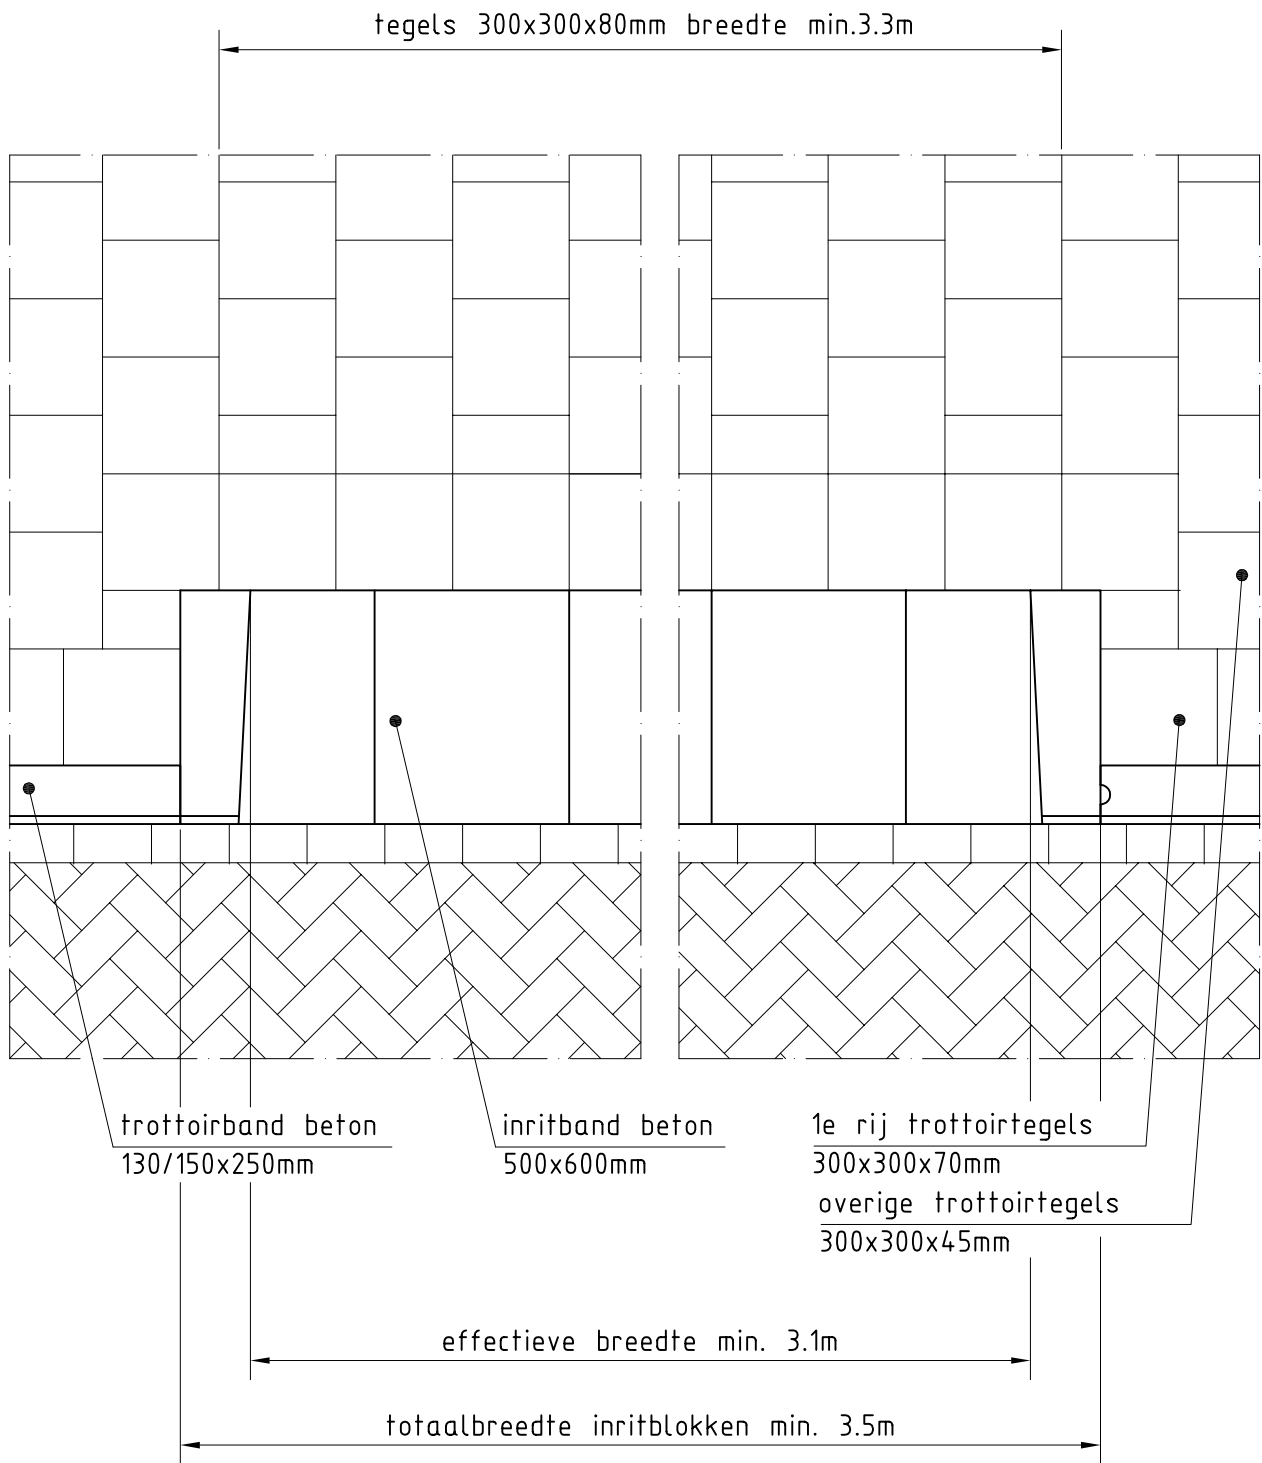 tegels 300x300x80mm breedte min.3.3m
trottoirband beton
130/150x250mm
inritband beton
500x600mm
1e rij trottoirtegels
300x300x70mm
overige trottoirtegels
300x300x45mm
effectieve breedte min. 3.1m
totaalbreedte inritblokken min. 3.5m